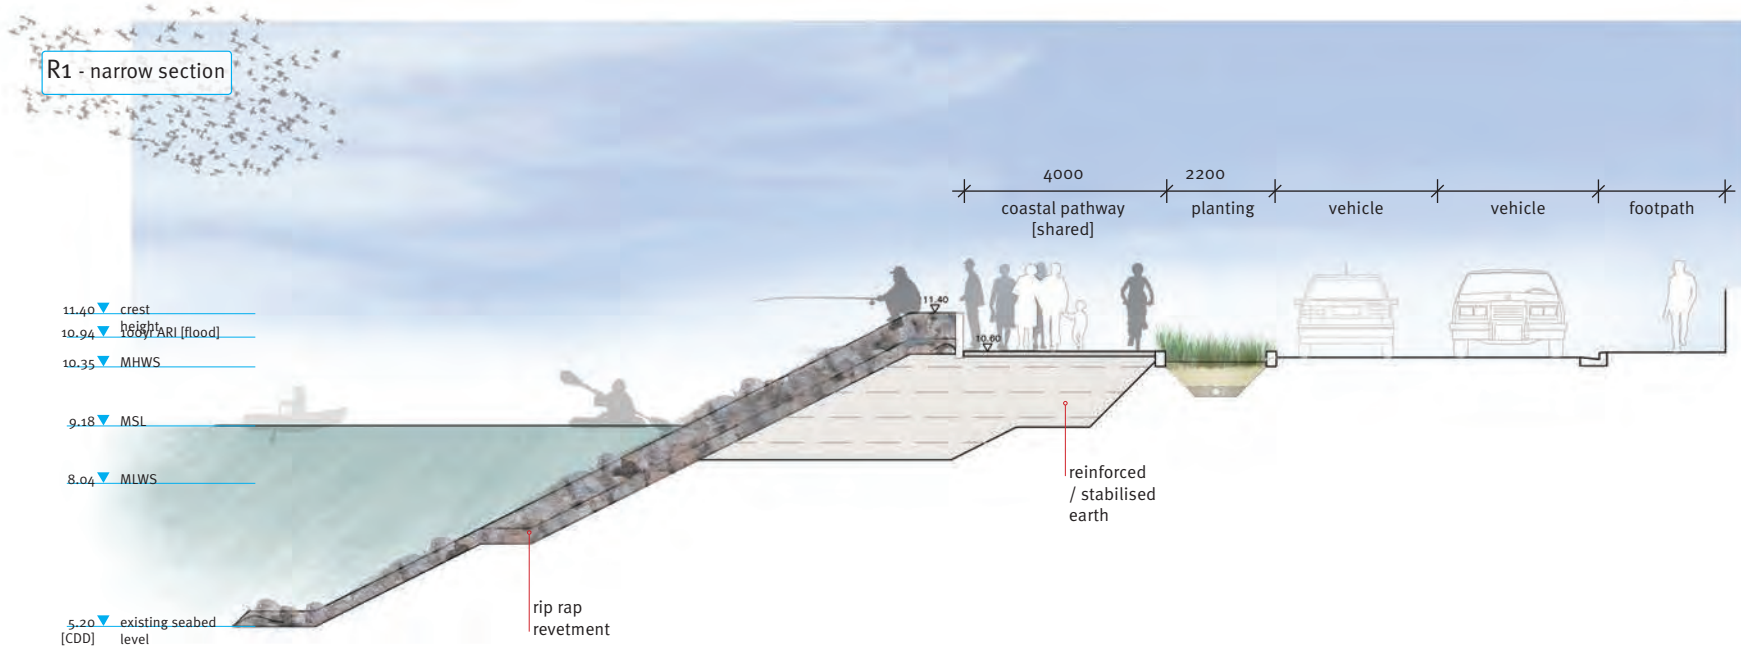 R1 - narrow section
4000
2200
coastal pathway
[shared]
planting
vehicle
vehicle
footpath
11.40 crest
height
11.40
10.94 100yr ARI [flood]
10.60
10.35 MHWS
9.18 MSL
8.04 MLWS
reinforced
/ stabilised
earth
rip rap
revetment
5.20 existing seabed
[CDD] level